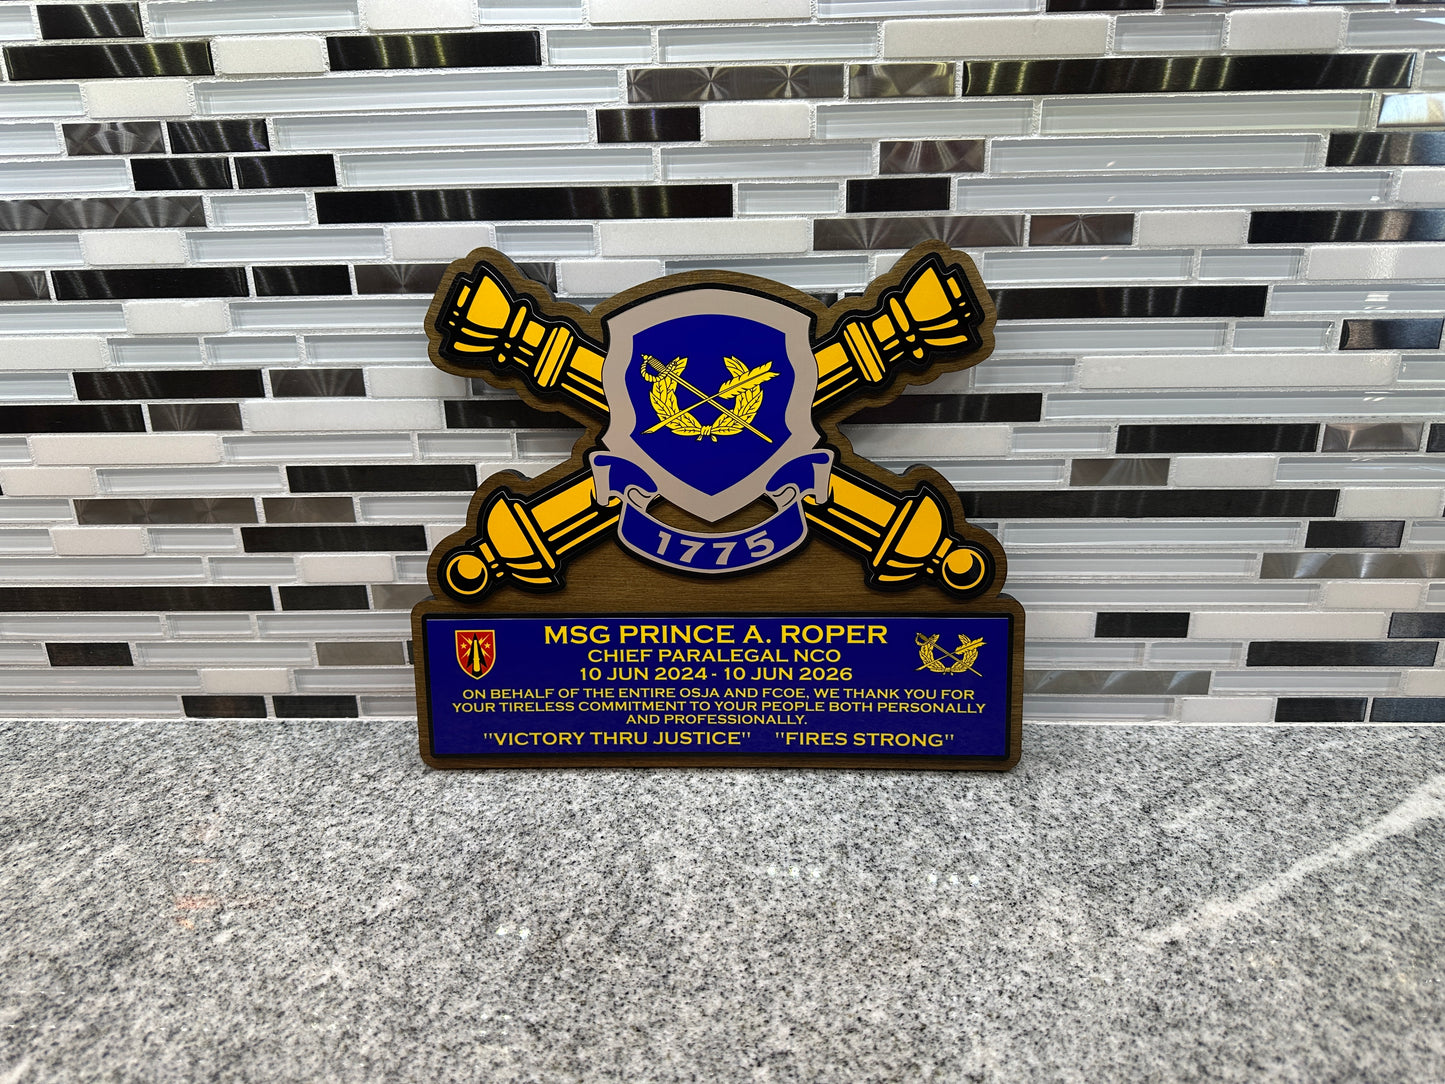 1775
MSG PRINCE A. ROPER
CHIEF PARALEGAL NCO
10 JUN 2024 - 10 JUN 2026
ON BEHALF OF THE ENTIRE OSJA AND FCOE, WE THANK YOU FOR
YOUR TIRELESS COMMITMENT TO YOUR PEOPLE BOTH PERSONALLY
AND PROFESSIONALLY.
"VICTORY THRU JUSTICE" "FIRES STRONG"